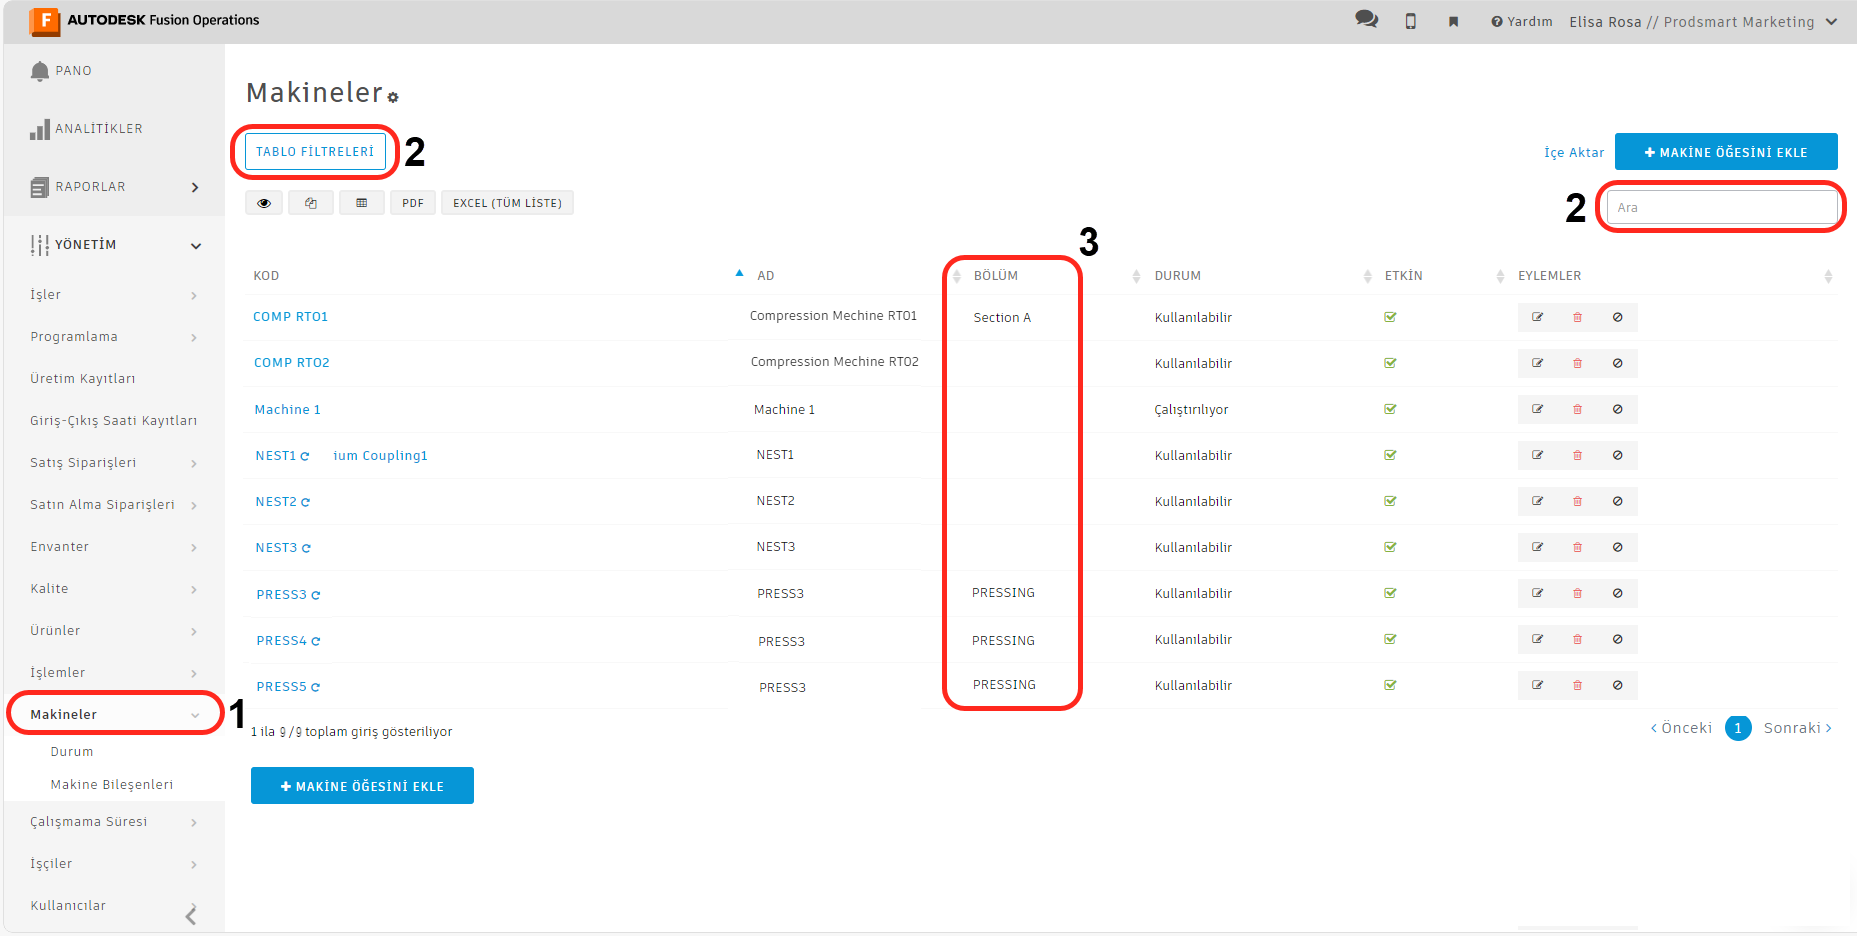 AUTODESK Fusion Operations
Yardım
Elisa Rosa // Prodsmart Marketing
PANO
ANALİTİKLER
RAPORLAR
YÖNETİM
İşler
Programlama
Üretim Kayıtları
Giriş-Çıkış Saati Kayıtları
Satış Siparişleri
Satın Alma Siparişleri
Envanter
Kalite
Ürünler
İşlemler
Makineler
1
Durum
Makine Bileşenleri
Çalışmama Süresi
İşçiler
Kullanıcılar
Makineler
TABLO FİLTRELERİ
2
İçe Aktar
MAKİNE ÖĞESİNİ EKLE
PDF
EXCEL (TÜM LİSTE)
2
Ara
3
KOD AD BÖLÜM DURUM ETKİN EYLEMLER
COMP RT01 Compression Mechine RT01 Section A Kullanılabilir
COMP RT02 Compression Mechine RT02 Kullanılabilir
Machine 1 Machine 1 Çalıştırılıyor
NEST1 ium Coupling1 NEST1 Kullanılabilir
NEST2 NEST2 Kullanılabilir
NEST3 NEST3 Kullanılabilir
PRESS3 PRESS3 PRESSING Kullanılabilir
PRESS4 PRESS3 PRESSING Kullanılabilir
PRESS5 PRESS3 PRESSING Kullanılabilir
1 ila 9 / 9 toplam giriş gösteriliyor
Önceki 1 Sonraki
MAKİNE ÖĞESİNİ EKLE